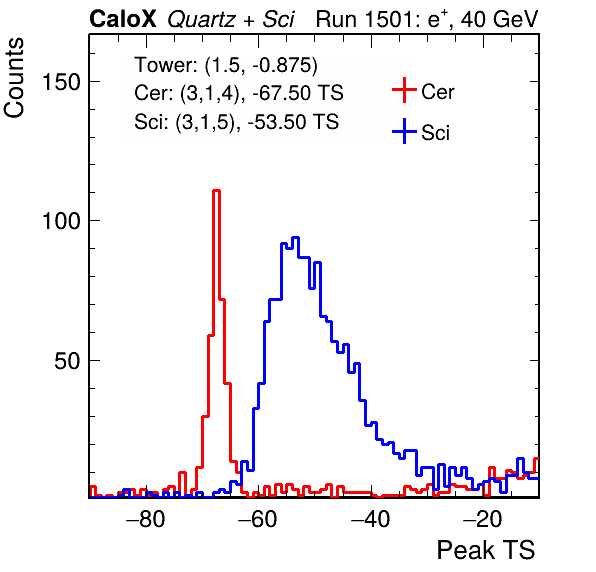 CaloX Quartz + Sci Run 1501: e+, 40 GeV
Counts
Tower: (1.5, -0.875)
Cer: (3,1,4), -67.50 TS
Sci: (3,1,5), -53.50 TS
Cer
Sci
150
100
50
−80 −60 −40 −20
Peak TS